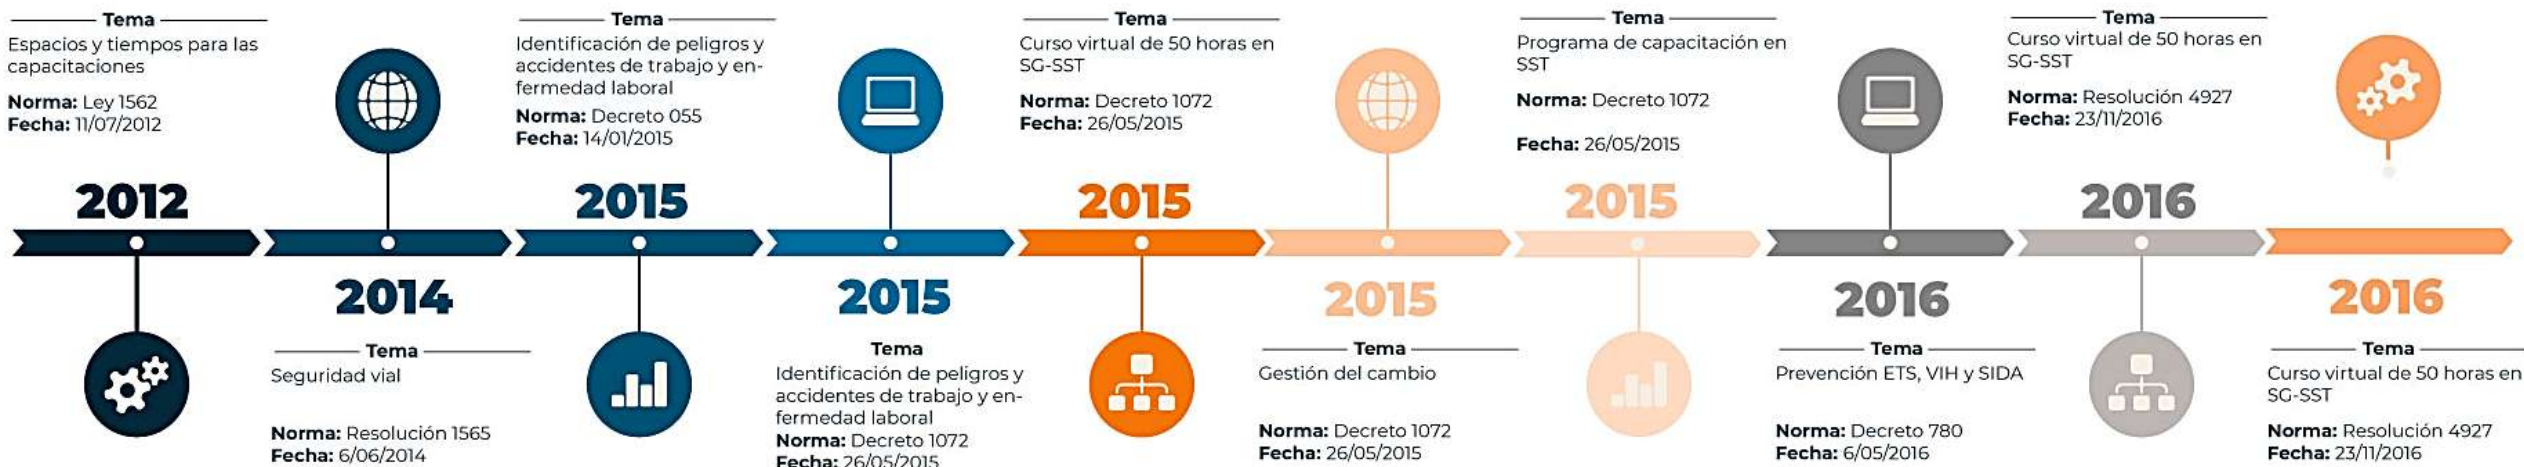 Tema
Espacios y tiempos para las
capacitaciones
Norma: Ley 1562
Fecha: 11/07/2012
2012
2014
Tema
Seguridad vial
Norma: Resolución 1565
Fecha: 6/06/2014
Tema
Identificación de peligros y
accidentes de trabajo y en-
fermedad laboral
Norma: Decreto 055
Fecha: 14/01/2015
2015
2015
Tema
Identificación de peligros y
accidentes de trabajo y en-
fermedad laboral
Norma: Decreto 1072
Fecha: 26/05/2015
Tema
Curso virtual de 50 horas en
SG-SST
Norma: Decreto 1072
Fecha: 26/05/2015
2015
2015
Tema
Gestión del cambio
Norma: Decreto 1072
Fecha: 26/05/2015
Tema
Programa de capacitación en
SST
Norma: Decreto 1072
Fecha: 26/05/2015
2015
2016
Tema
Prevención ETS, VIH y SIDA
Norma: Decreto 780
Fecha: 6/05/2016
Tema
Curso virtual de 50 horas en
SG-SST
Norma: Resolución 4927
Fecha: 23/11/2016
2016
2016
Tema
Curso virtual de 50 horas en
SG-SST
Norma: Resolución 4927
Fecha: 23/11/2016